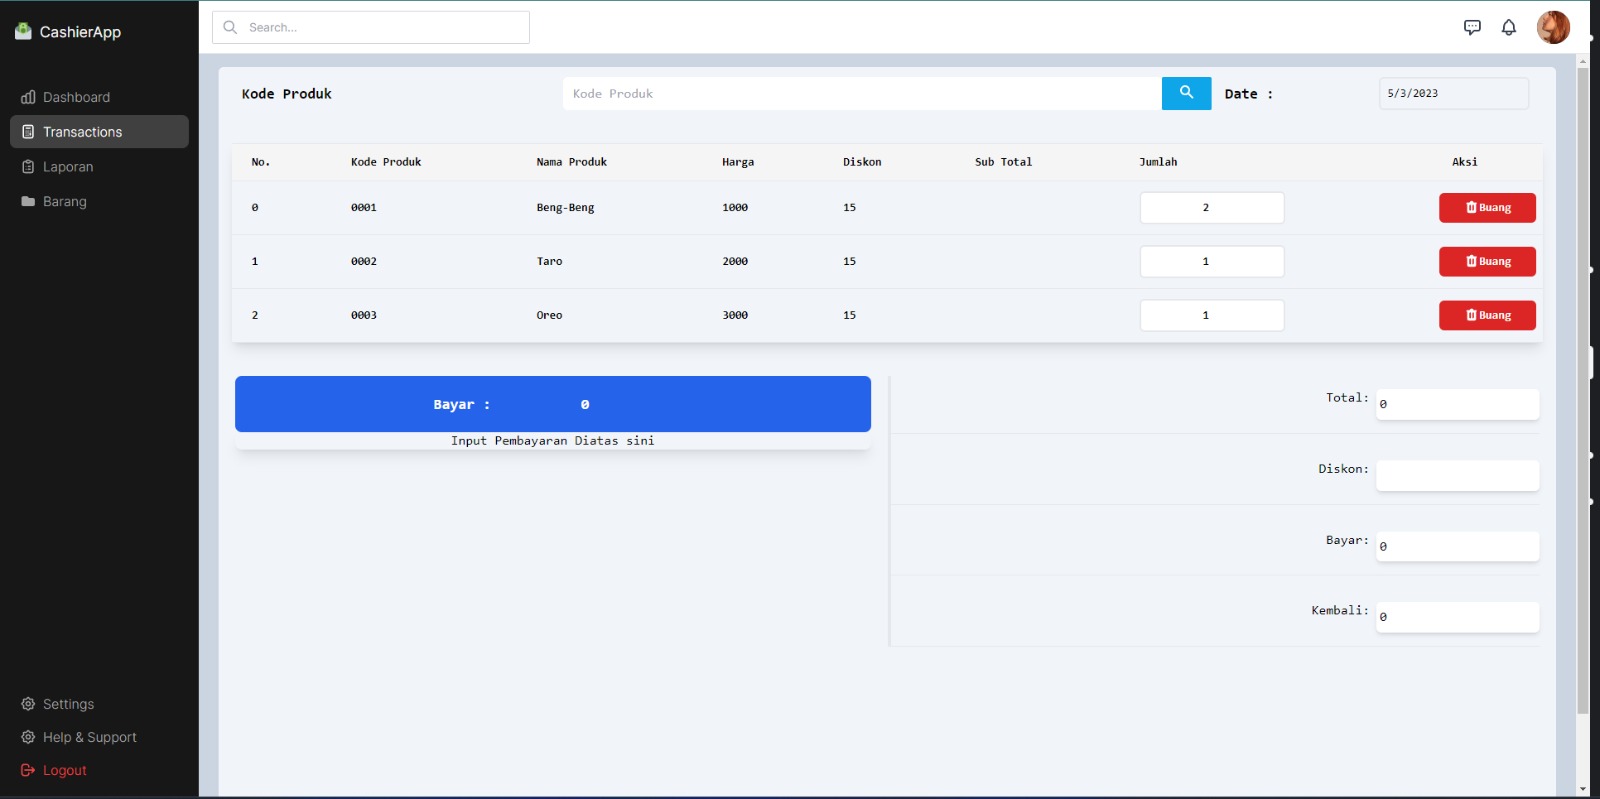 CashierApp
Search...
Dashboard
Transactions
Laporan
Barang
Settings
Help & Support
Logout
Kode Produk Kode Produk Date : 5/3/2023
No. Kode Produk Nama Produk Harga Diskon Sub Total Jumlah Aksi
0 0001 Beng-Beng 1000 15 2 Buang
1 0002 Taro 2000 15 1 Buang
2 0003 Oreo 3000 15 1 Buang
Bayar : 0
Input Pembayaran Diatas sini
Total: 0
Diskon:
Bayar: 0
Kembali: 0